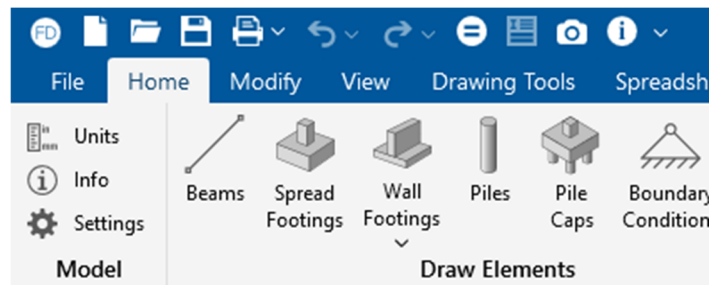 FD
File Home Modify View Drawing Tools Spreadsh
Units
Info
Settings
Model
Beams
Spread
Footings
Wall
Footings
Piles
Pile
Caps
Boundary
Condition
Draw Elements